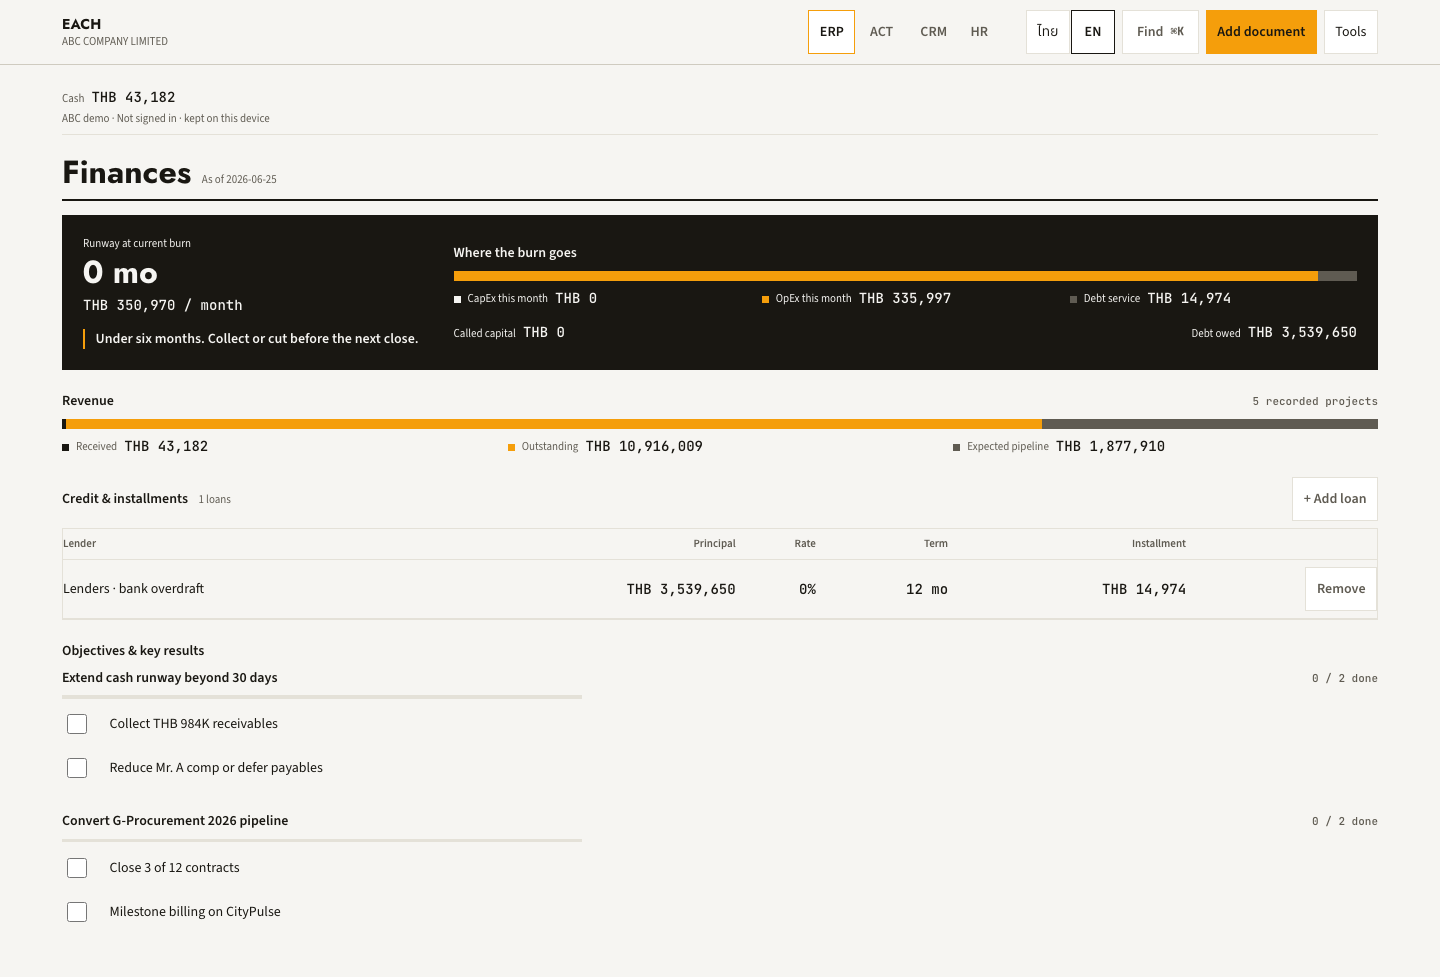 EACH
ABC COMPANY LIMITED
ERP ACT CRM HR ไทย EN Find ⌘K Add document Tools
Cash THB 43,182
ABC demo · Not signed in · kept on this device
Finances As of 2026-06-25
Runway at current burn
0 mo
THB 350,970 / month
Under six months. Collect or cut before the next close.
Where the burn goes
CapEx this month THB 0 OpEx this month THB 335,997 Debt service THB 14,974
Called capital THB 0 Debt owed THB 3,539,650
Revenue 5 recorded projects
Received THB 43,182 Outstanding THB 10,916,009 Expected pipeline THB 1,877,910
Credit & installments 1 loans + Add loan
Lender Principal Rate Term Installment
Lenders · bank overdraft THB 3,539,650 0% 12 mo THB 14,974 Remove
Objectives & key results
Extend cash runway beyond 30 days 0 / 2 done
Collect THB 984K receivables
Reduce Mr. A comp or defer payables
Convert G-Procurement 2026 pipeline 0 / 2 done
Close 3 of 12 contracts
Milestone billing on CityPulse